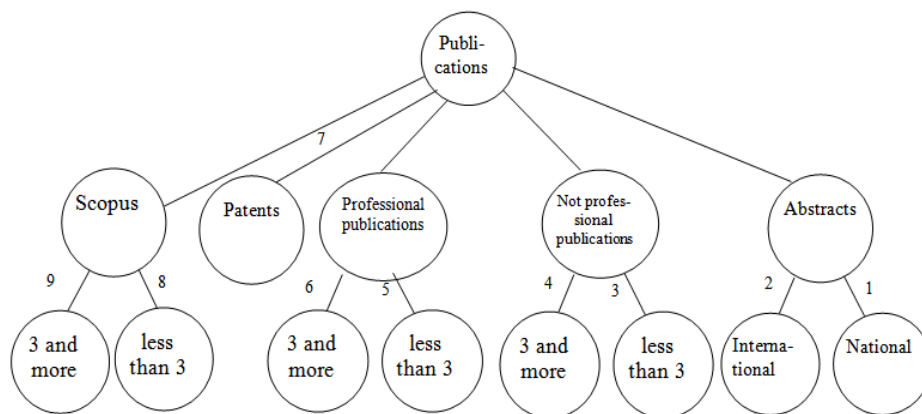 Publi-
cations
7
Scopus
Patents
Professional
publications
Not profes-
sional
publications
Abstracts
9
8
6
5
4
3
2
1
3 and
more
less
than 3
3 and
more
less
than 3
3 and
more
less
than 3
Interna-
tional
National